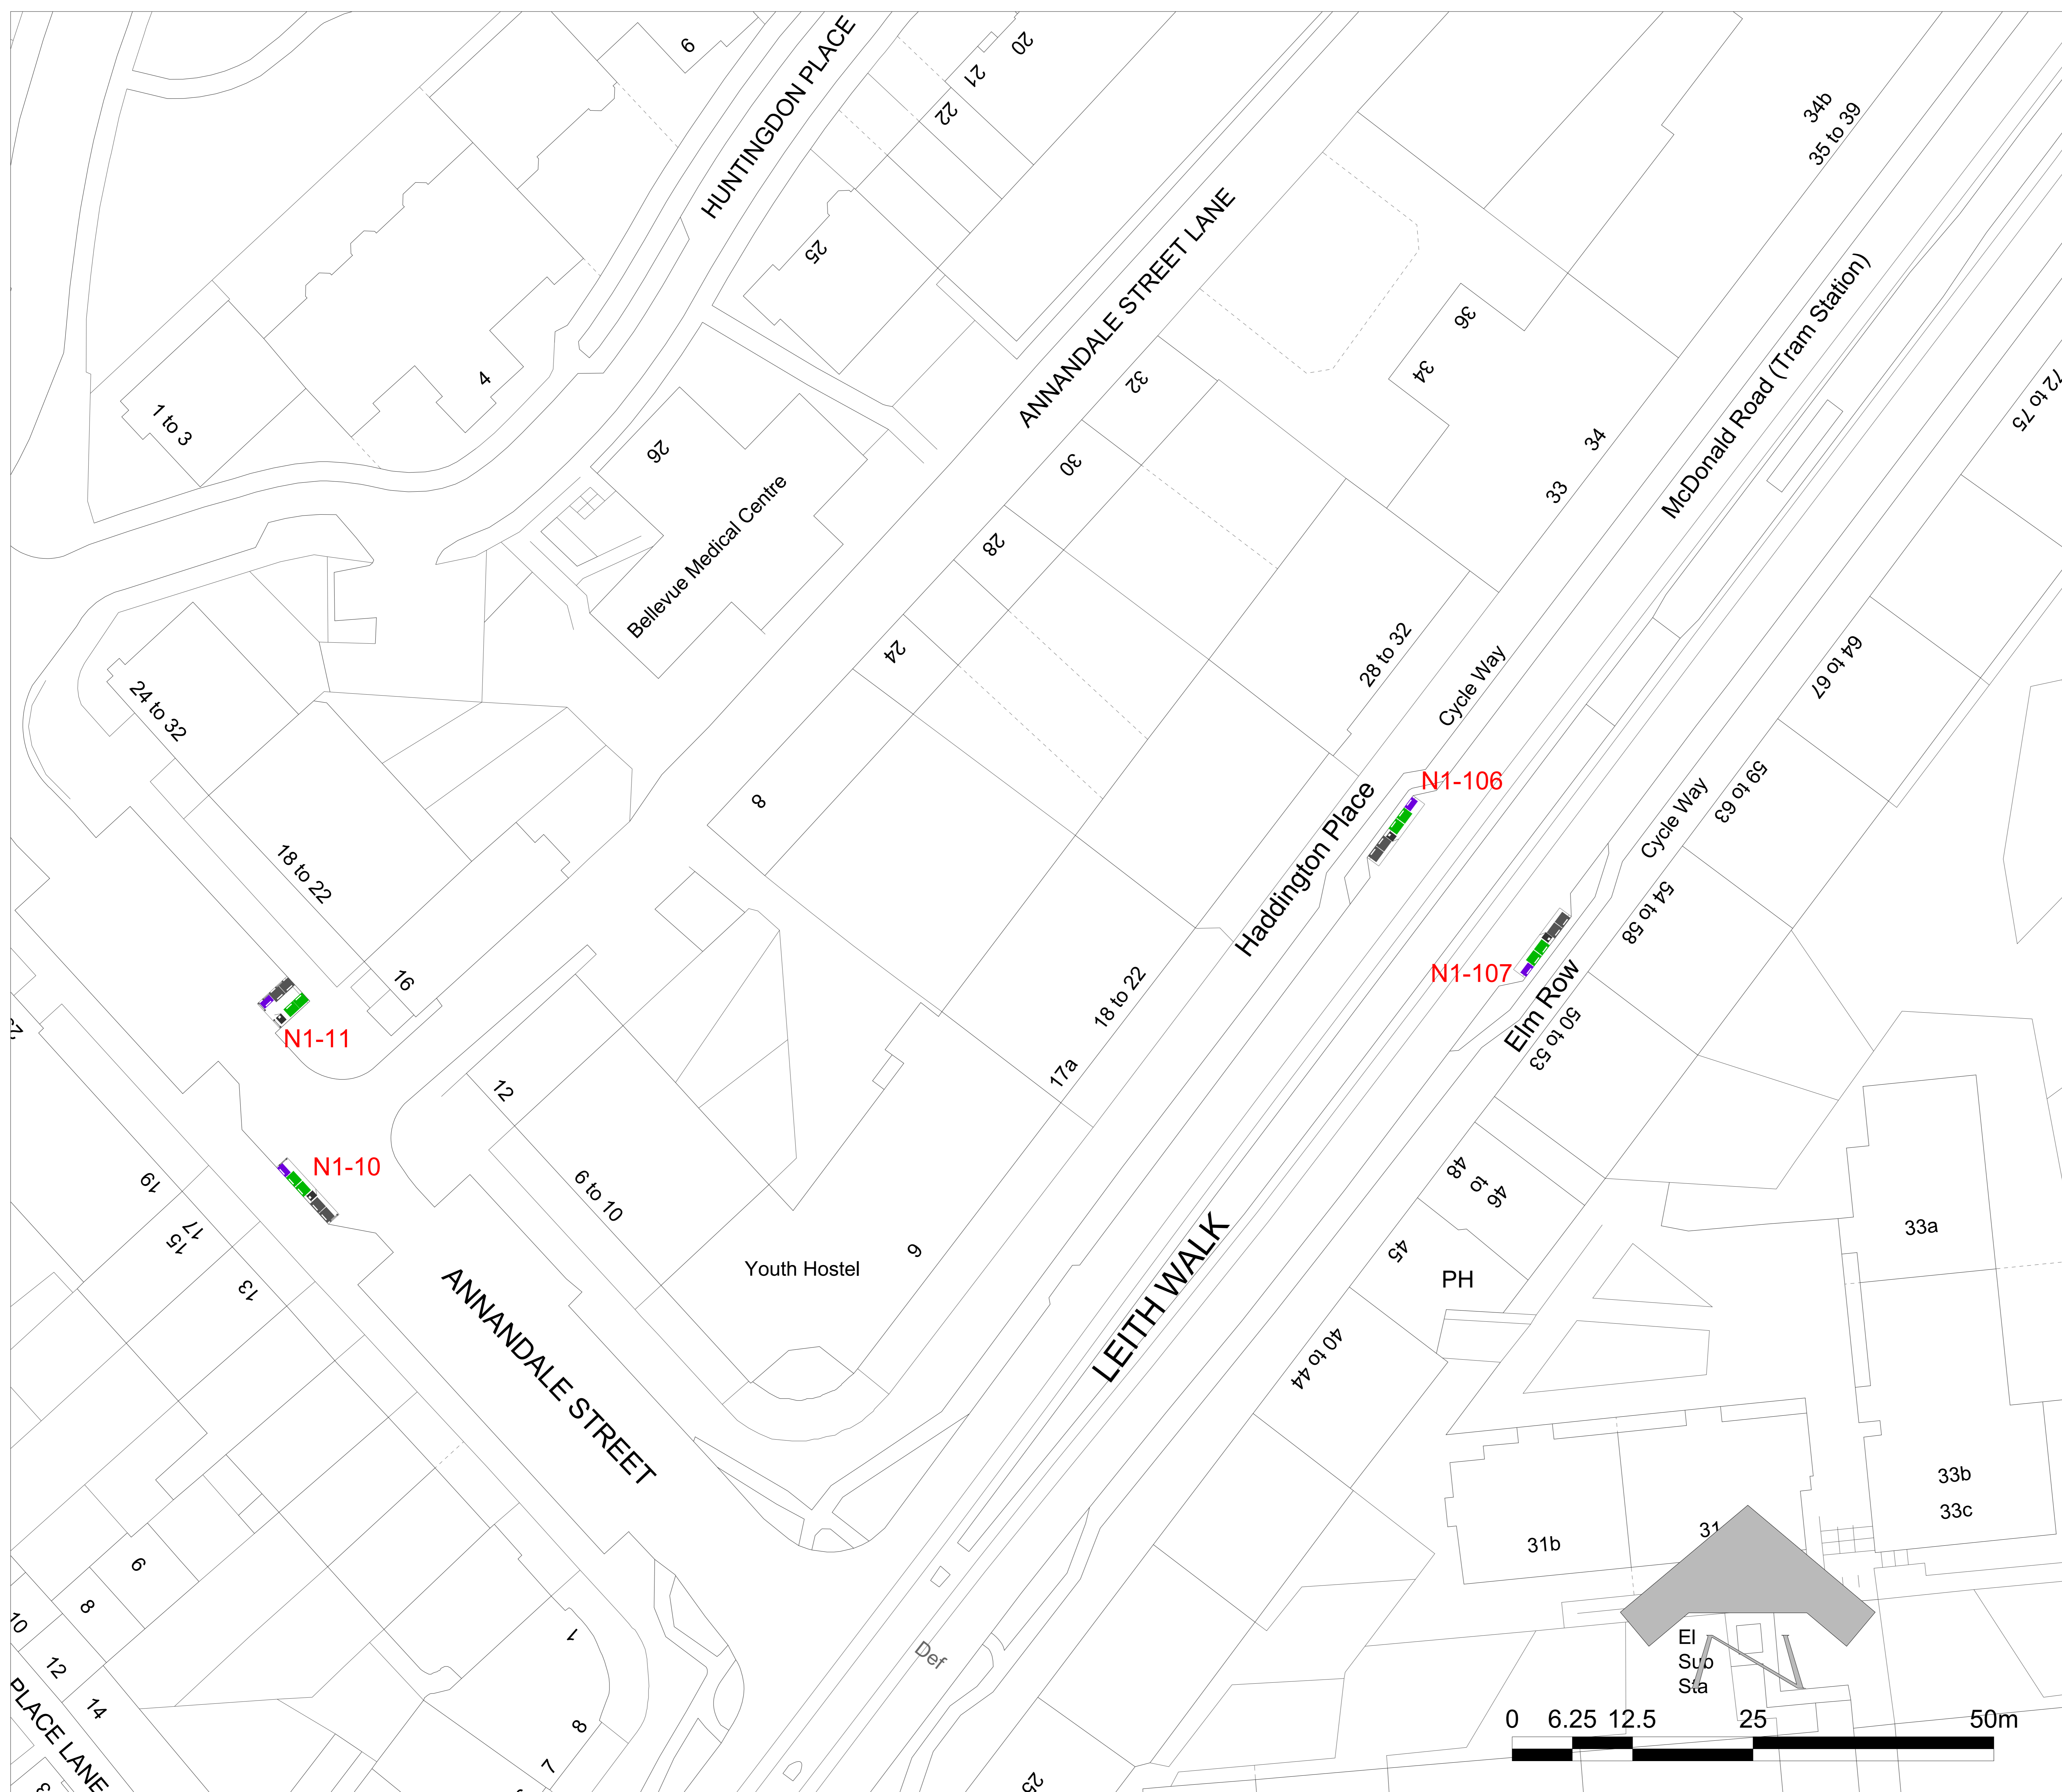 9
HUNTINGDON PLACE
20
21
22
25
34b
35 to 39
ANNANDALE STREET LANE
McDonald Road (Tram Station)
36
34
1 to 3
4
26
Bellevue Medical Centre
32
30
28
24
33
34
72 to 75
24 to 32
28 to 32
Cycle Way
64 to 67
8
N1-106
Haddington Place
Cycle Way
59 to 63
18 to 22
16
N1-11
N1-107
54 to 58
Elm Row
50 to 53
18 to 22
17a
12
N1-10
19
17
15
13
6 to 10
48
to
46
6
Youth Hostel
LEITH WALK
45
PH
33a
ANNANDALE STREET
40 to 44
33b
33c
31b
31
6
8
10
12
14
1
Def
El
Sub
Sta
N
PLACE LANE
8
7
3
25
0 6.25 12.5 25 50m